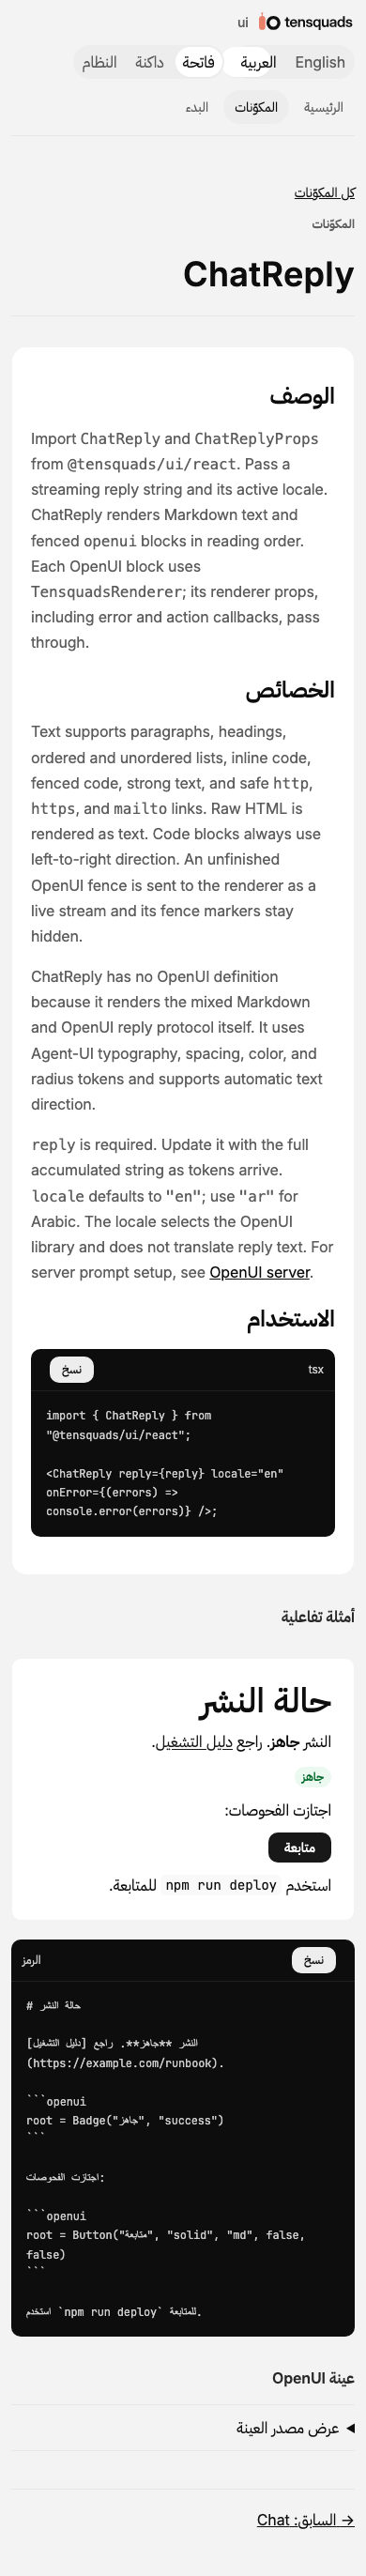 tensquads ui
English العربية فاتحة داكنة النظام
الرئيسية المكوّنات البدء
كل المكوّنات
المكوّنات
ChatReply
الوصف
Import ChatReply and ChatReplyProps
from @tensquads/ui/react. Pass a
streaming reply string and its active locale.
ChatReply renders Markdown text and
fenced openui blocks in reading order.
Each OpenUI block uses
TensquadsRenderer; its renderer props,
including error and action callbacks, pass
through.
الخصائص
Text supports paragraphs, headings,
ordered and unordered lists, inline code,
fenced code, strong text, and safe http,
https, and mailto links. Raw HTML is
rendered as text. Code blocks always use
left-to-right direction. An unfinished
OpenUI fence is sent to the renderer as a
live stream and its fence markers stay
hidden.
ChatReply has no OpenUI definition
because it renders the mixed Markdown
and OpenUI reply protocol itself. It uses
Agent-UI typography, spacing, color, and
radius tokens and supports automatic text
direction.
reply is required. Update it with the full
accumulated string as tokens arrive.
locale defaults to "en"; use "ar" for
Arabic. The locale selects the OpenUI
library and does not translate reply text. For
server prompt setup, see OpenUI server.
الاستخدام
tsx نسخ
import { ChatReply } from
"@tensquads/ui/react";
<ChatReply reply={reply} locale="en"
onError={(errors) =>
console.error(errors)} />;
أمثلة تفاعلية
حالة النشر
النشر جاهز. راجع دليل التشغيل.
جاهز
اجتازت الفحوصات:
متابعة
استخدم npm run deploy للمتابعة.
نسخ الرمز
# حالة النشر
النشر **جاهز**. راجع [دليل التشغيل]
(https://example.com/runbook).
```openui
root = Badge("جاهز", "success")
```
اجتازت الفحوصات:
```openui
root = Button("متابعة", "solid", "md", false,
false)
```
استخدم `npm run deploy` للمتابعة.
عينة OpenUI
◀ عرض مصدر العينة
→ السابق: Chat